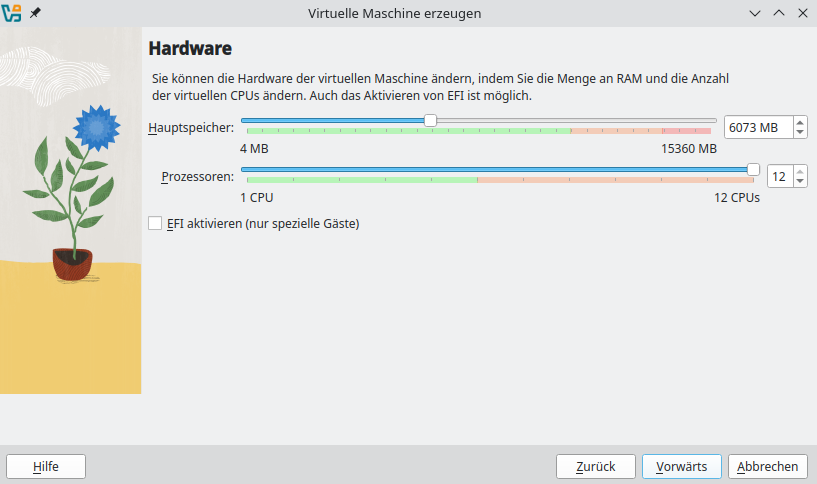 Virtuelle Maschine erzeugen
Hardware
Sie können die Hardware der virtuellen Maschine ändern, indem Sie die Menge an RAM und die Anzahl
der virtuellen CPUs ändern. Auch das Aktivieren von EFI ist möglich.
Hauptspeicher: 6073 MB
4 MB 15360 MB
Prozessoren: 12
1 CPU 12 CPUs
EFI aktivieren (nur spezielle Gäste)
Hilfe Zurück Vorwärts Abbrechen